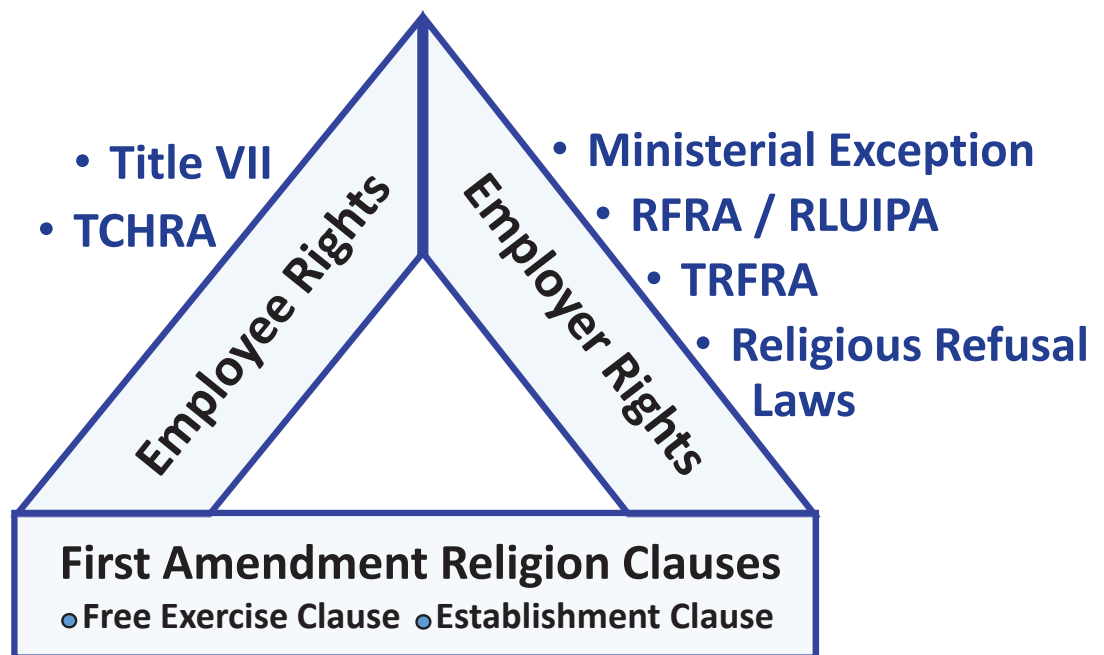 • Title VII
• TCHRA
Employee Rights
Employer Rights
• Ministerial Exception
• RFRA / RLUIPA
• TRFRA
• Religious Refusal
Laws
First Amendment Religion Clauses
• Free Exercise Clause • Establishment Clause